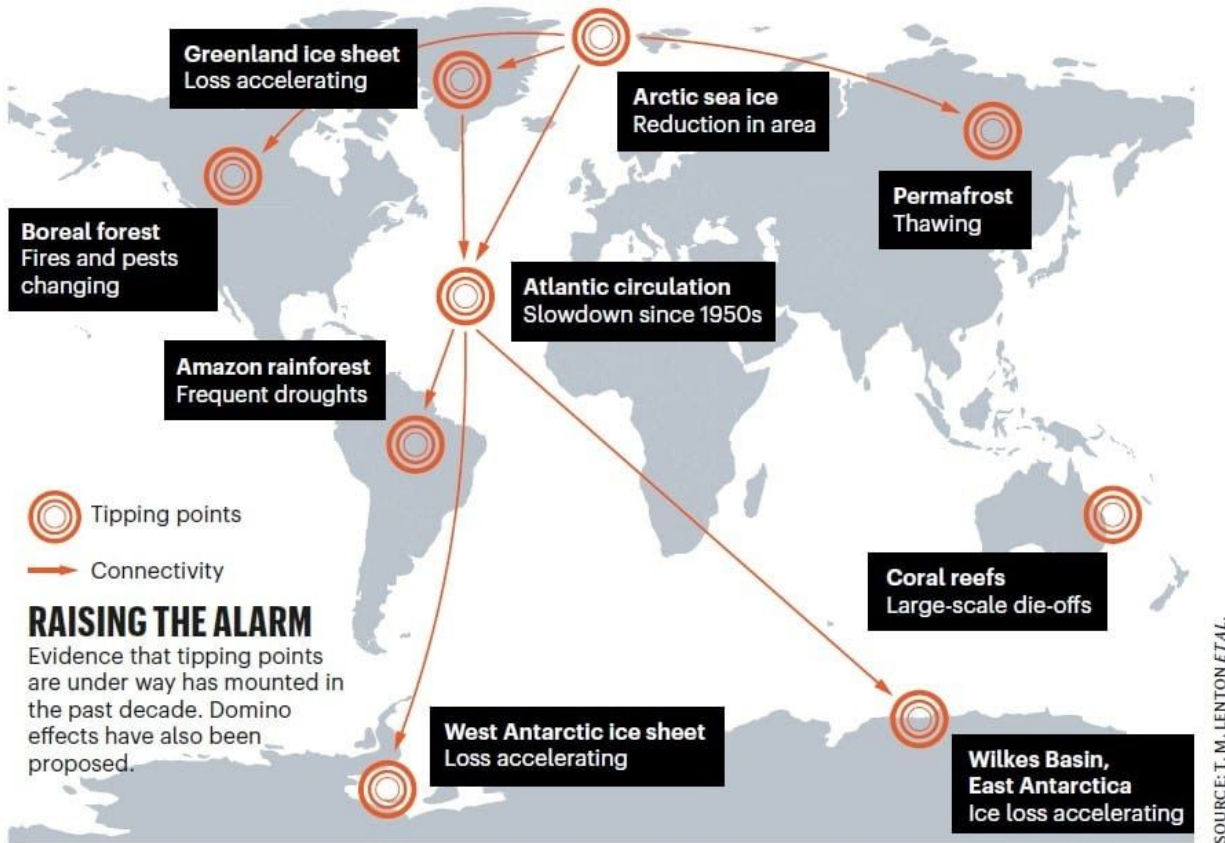 Greenland ice sheet
Loss accelerating
Arctic sea ice
Reduction in area
Permafrost
Thawing
Boreal forest
Fires and pests
changing
Atlantic circulation
Slowdown since 1950s
Amazon rainforest
Frequent droughts
Tipping points
Connectivity
Coral reefs
Large-scale die-offs
RAISING THE ALARM
Evidence that tipping points
are under way has mounted in
the past decade. Domino
effects have also been
proposed.
West Antarctic ice sheet
Loss accelerating
Wilkes Basin,
East Antarctica
Ice loss accelerating
SOURCE: T. M. LENTON ET AL.